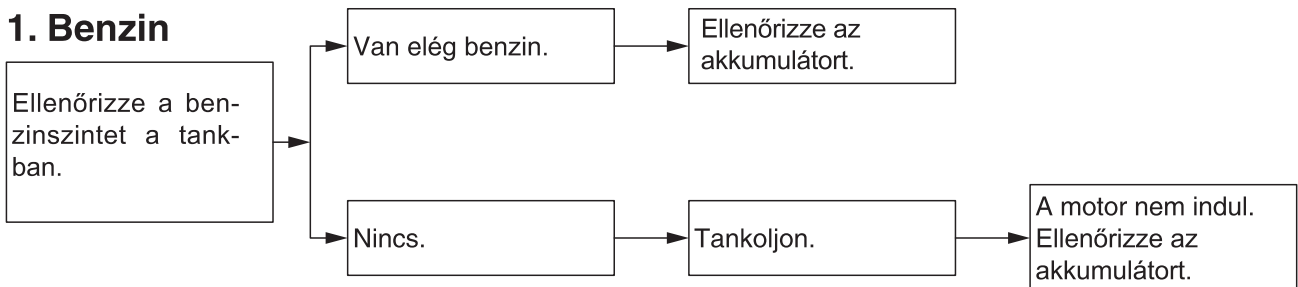 1. Benzin
Ellenőrizze a ben-
zinszintet a tank-
ban.
Van elég benzin.
Ellenőrizze az
akkumulátort.
Nincs.
Tankoljon.
A motor nem indul.
Ellenőrizze az
akkumulátort.